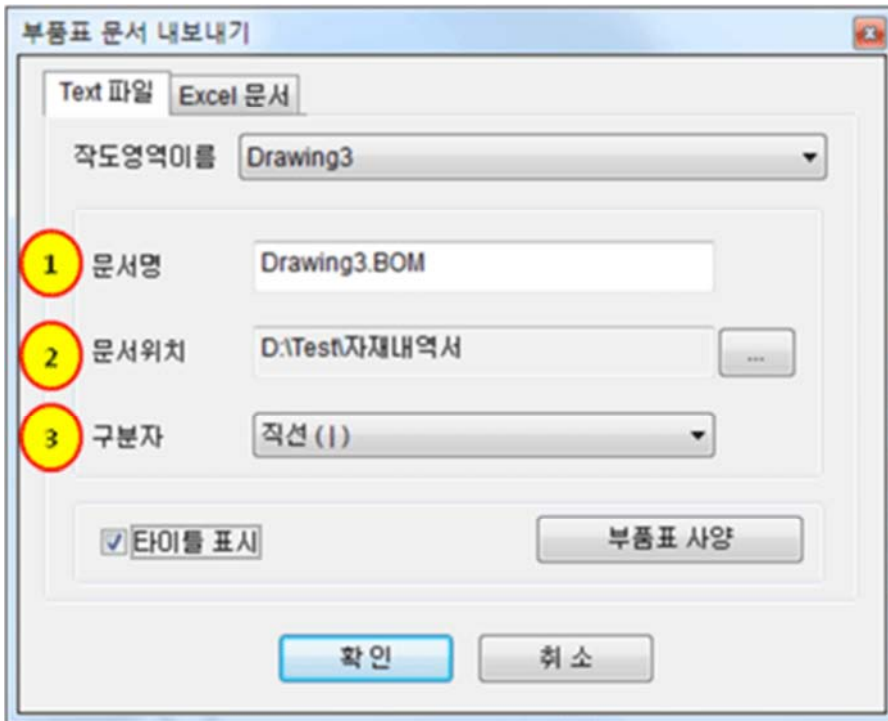 부품표 문서 내보내기
Text 파일 Excel 문서
작도영역이름 Drawing3
1 문서명 Drawing3.BOM
2 문서위치 D:\Test\자재내역서 ...
3 구분자 직선 ( | )
타이틀 표시 부품표 사양
확 인 취 소